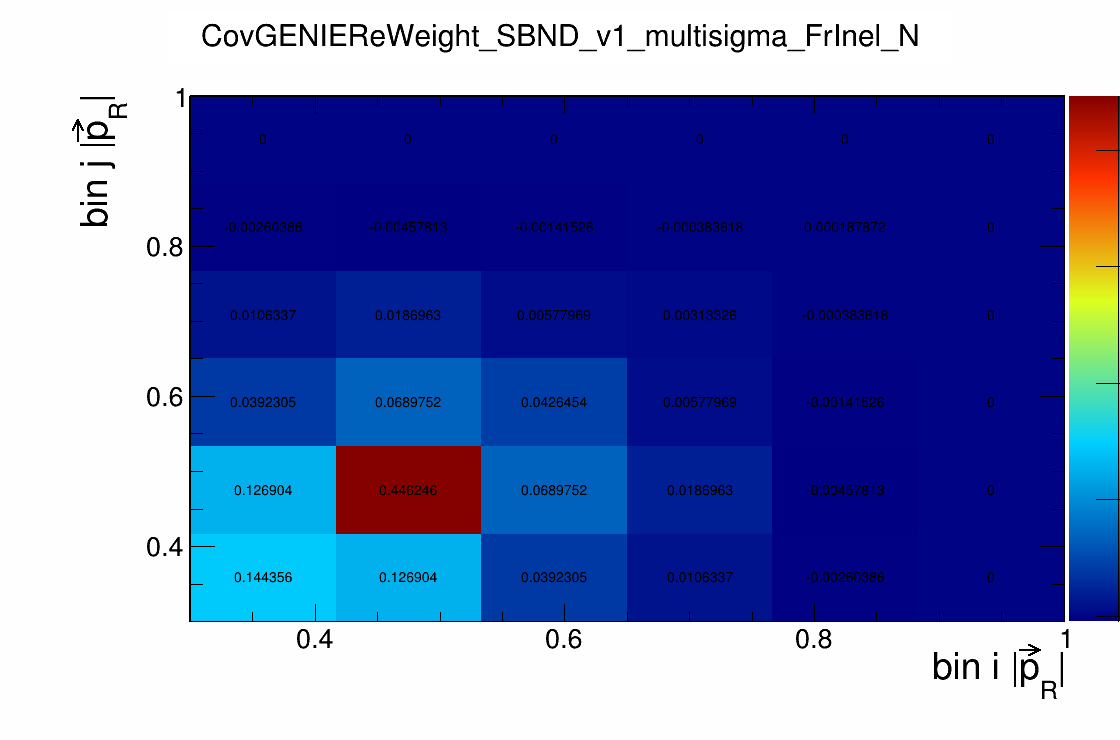 CovGENIEReWeight_SBND_v1_multisigma_FrInel_N
bin j |p⃗_R|
1
0 0 0 0 0 0
-0.00260386 -0.00457813 -0.00141526 -0.000383618 0.000187872 0
0.8
0.0106337 0.0186963 0.00577969 0.00313326 -0.000383618 0
0.6
0.0392305 0.0689752 0.0426454 0.00577969 -0.00141526 0
0.126904 0.446246 0.0689752 0.0186963 -0.00457813 0
0.4
0.144356 0.126904 0.0392305 0.0106337 -0.00260386 0
0.4 0.6 0.8 1
bin i |p⃗_R|